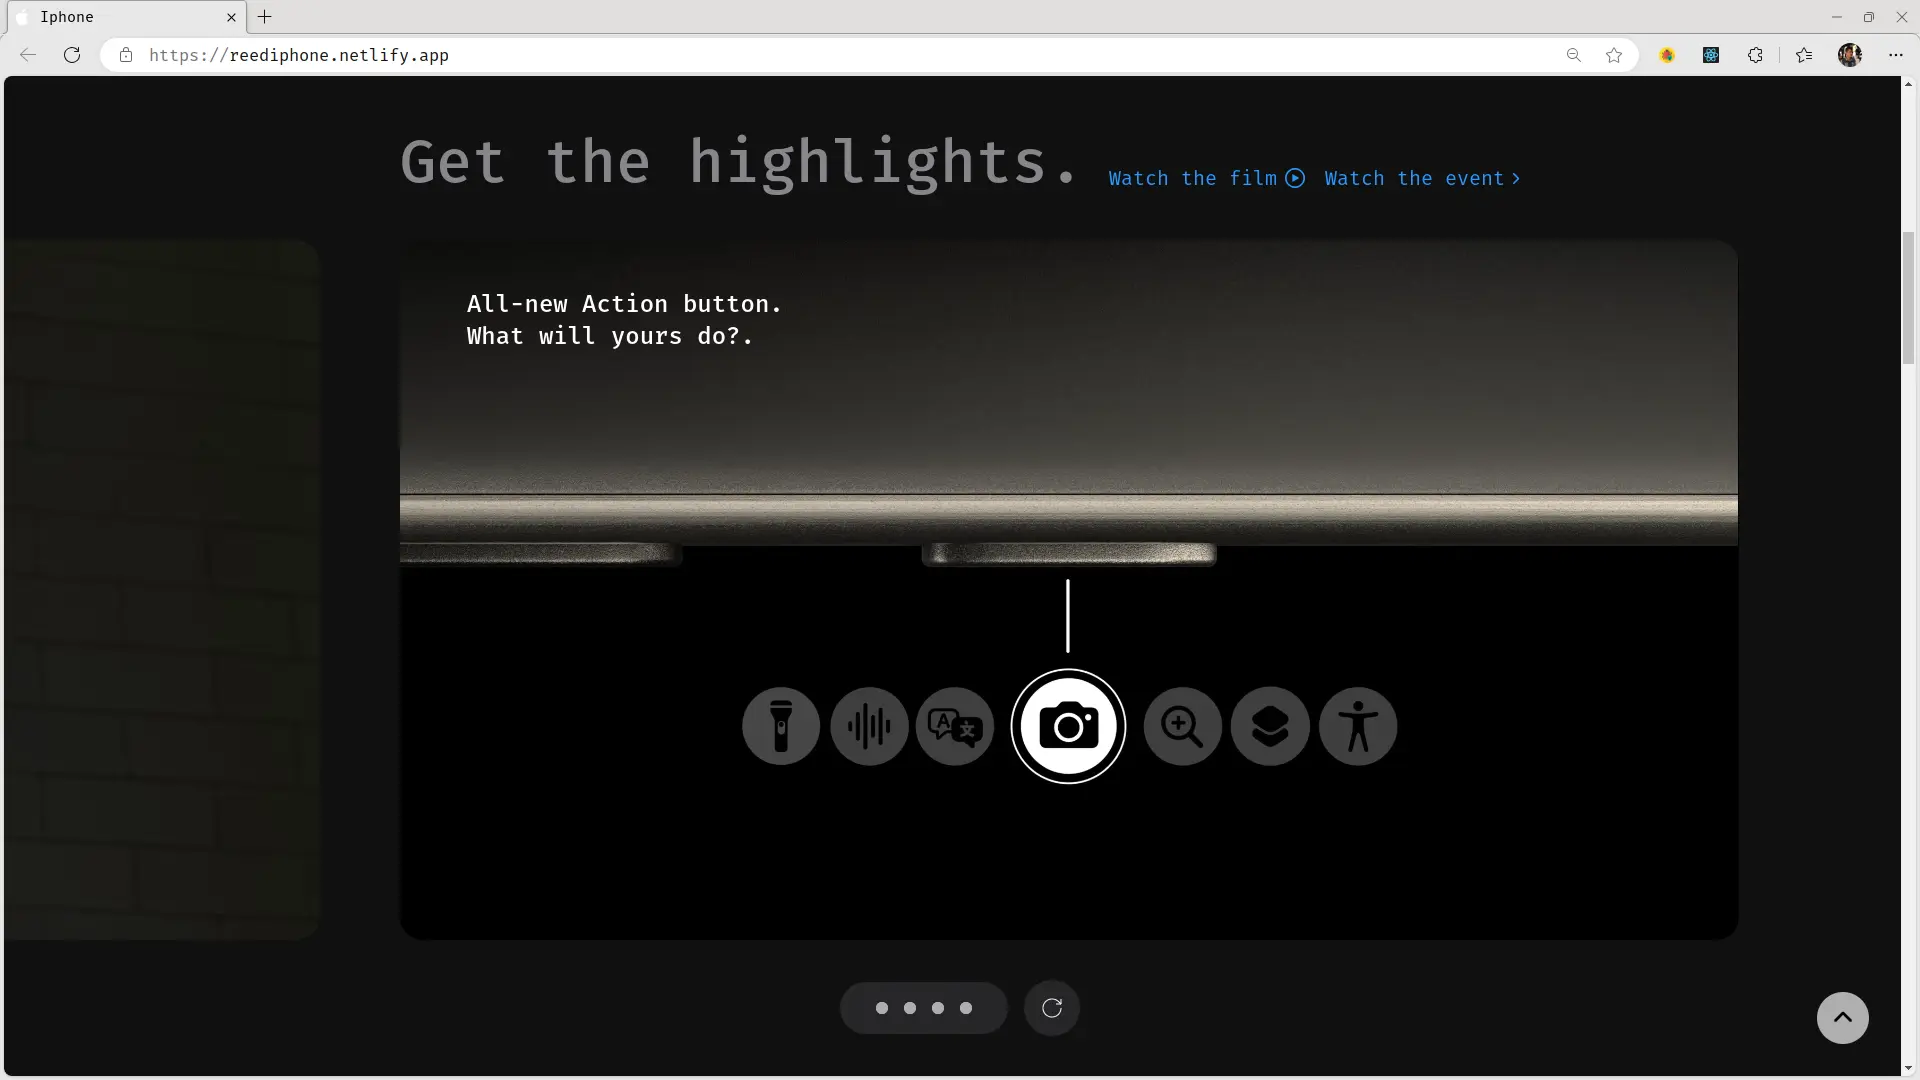 Iphone
https://reediphone.netlify.app
Get the highlights.
Watch the film Watch the event
All-new Action button.
What will yours do?.
A 文